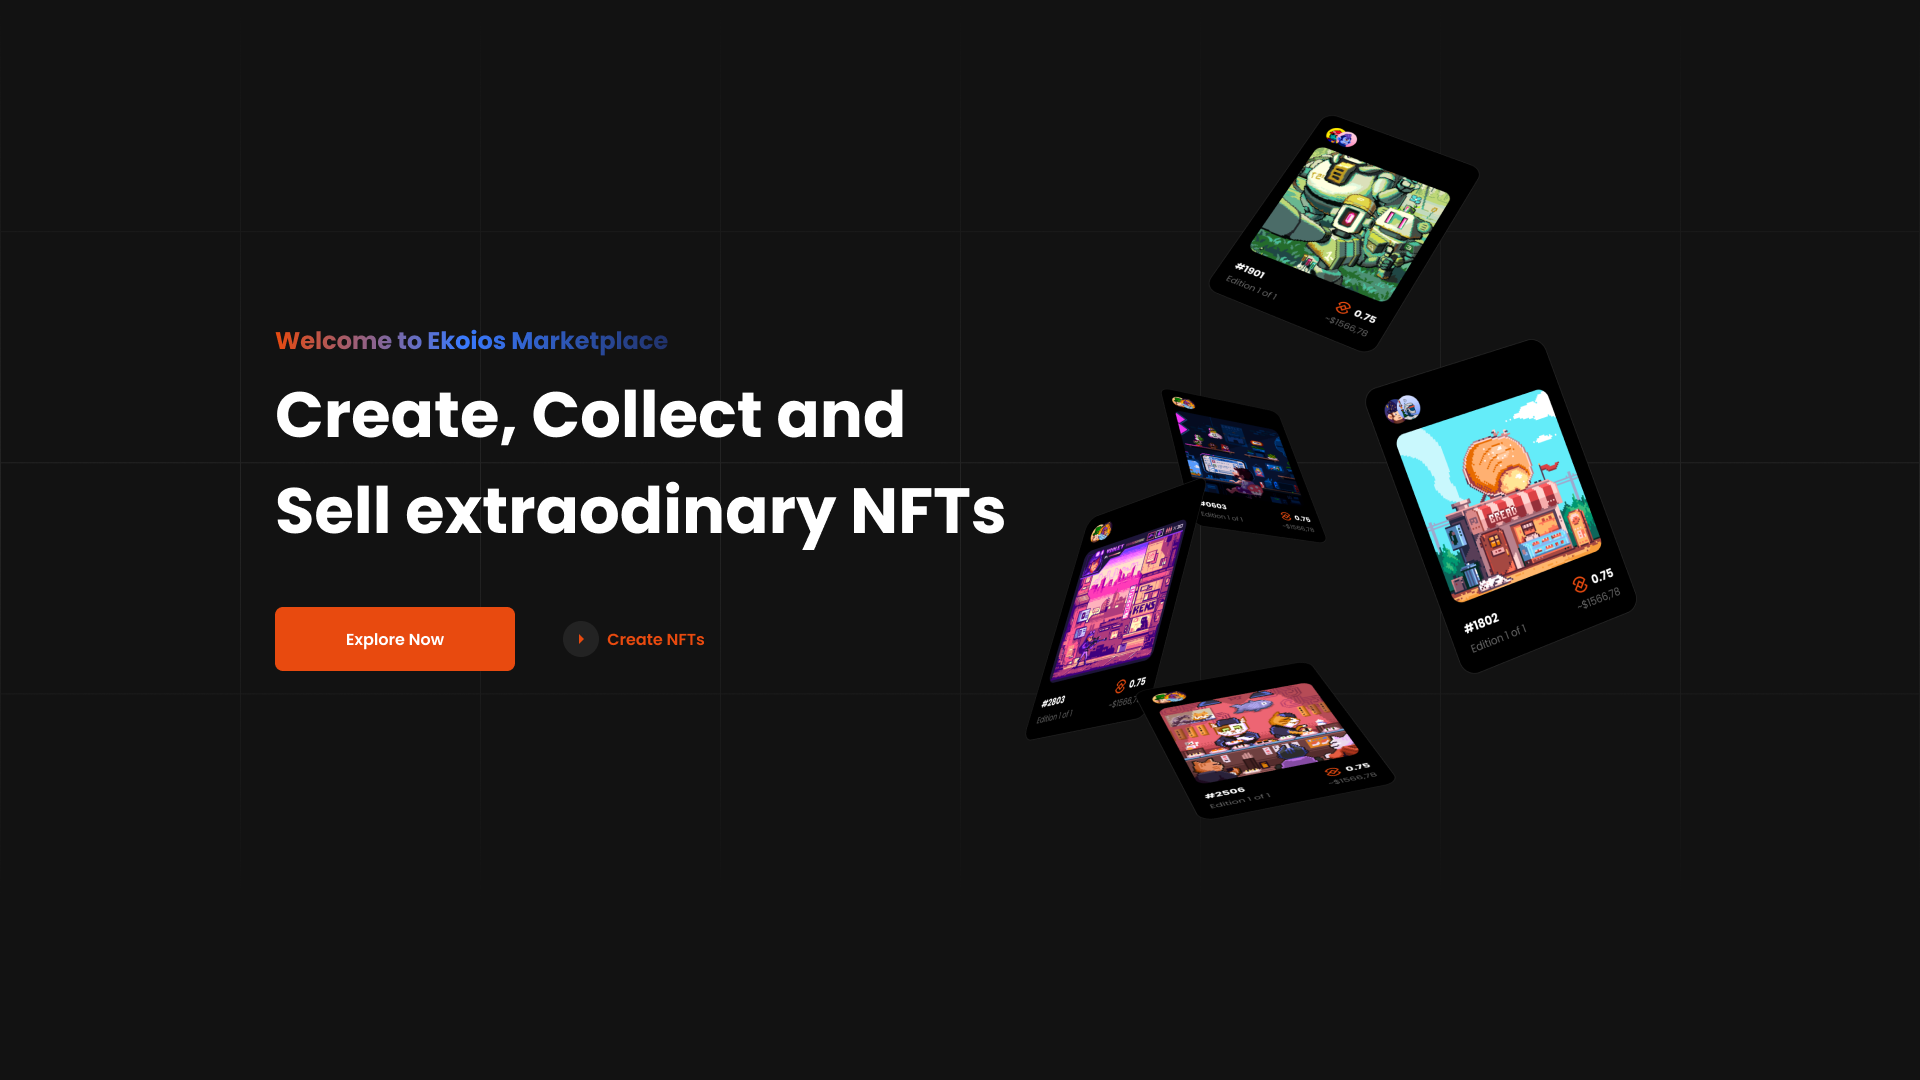 Welcome to Ekoios Marketplace
Create, Collect and
Sell extraodinary NFTs
Explore Now
Create NFTs
#1901
Edition 1 of 1
0.75
~$1566,78
#0603
Edition 1 of 1
0.75
~$1566,78
BREAD
#1802
Edition 1 of 1
0.75
~$1566,78
#2803
Edition 1 of 1
0.75
#2506
Edition 1 of 1
0.75
~$1566,78